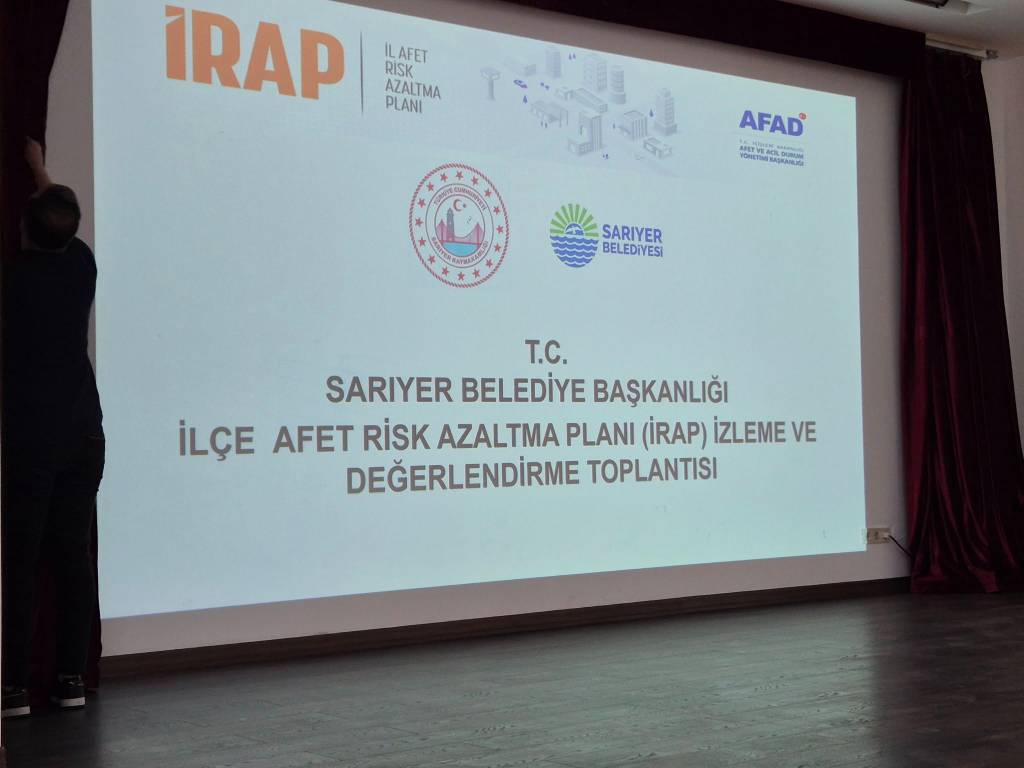 İRAP
İL AFET
RİSK
AZALTMA
PLANI
AFAD
T.C. İÇİŞLERİ BAKANLIĞI
AFET VE ACİL DURUM
YÖNETİMİ BAŞKANLIĞI
TÜRKİYE CUMHURİYETİ
SARIYER KAYMAKAMLIĞI
SARIYER
BELEDİYESİ
T.C.
SARIYER BELEDİYE BAŞKANLIĞI
İLÇE AFET RİSK AZALTMA PLANI (İRAP) İZLEME VE
DEĞERLENDİRME TOPLANTISI